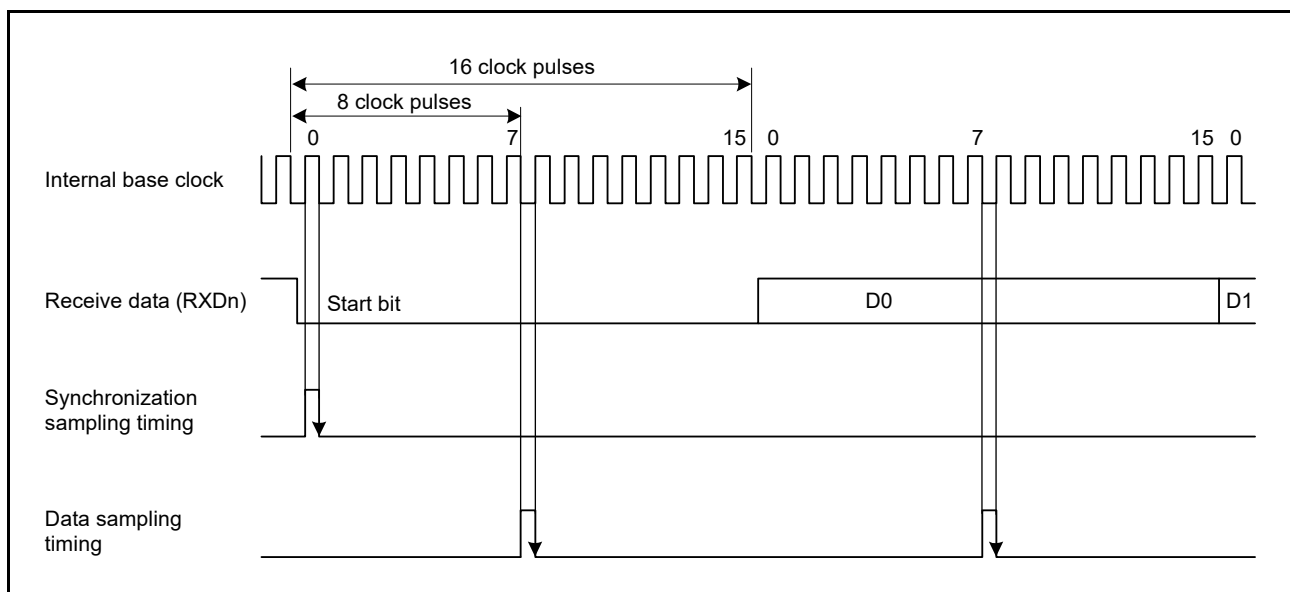 16 clock pulses
8 clock pulses
0 7 15 0 7 15 0
Internal base clock
Receive data (RXDn)
Start bit
D0
D1
Synchronization
sampling timing
Data sampling
timing